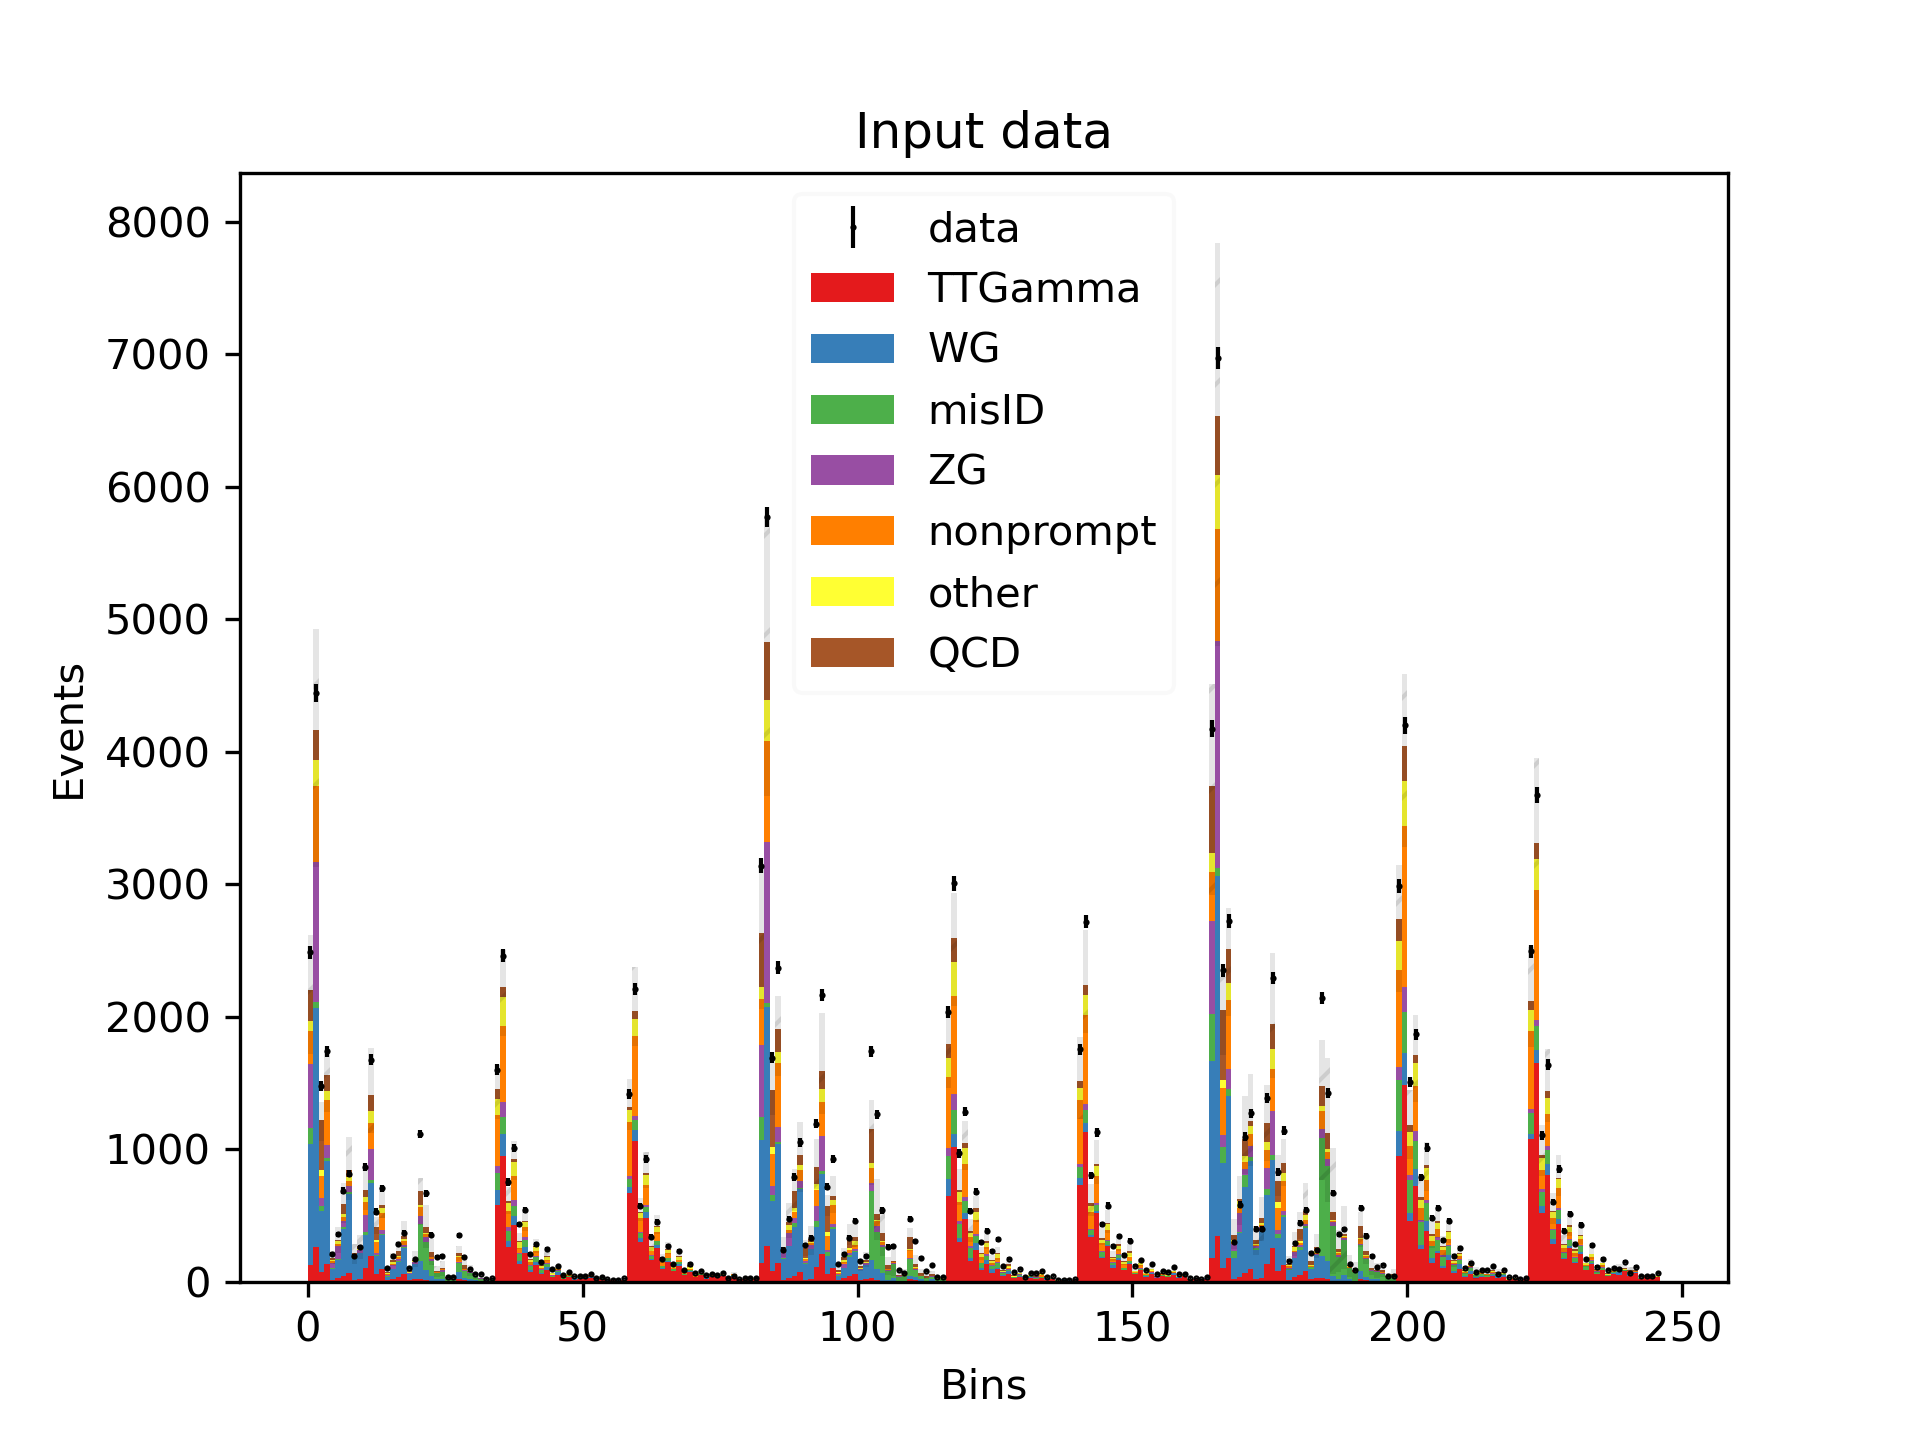 Input data
8000
7000
6000
5000
4000
3000
2000
1000
0
Events
data
TTGamma
WG
misID
ZG
nonprompt
other
QCD
0 50 100 150 200 250
Bins